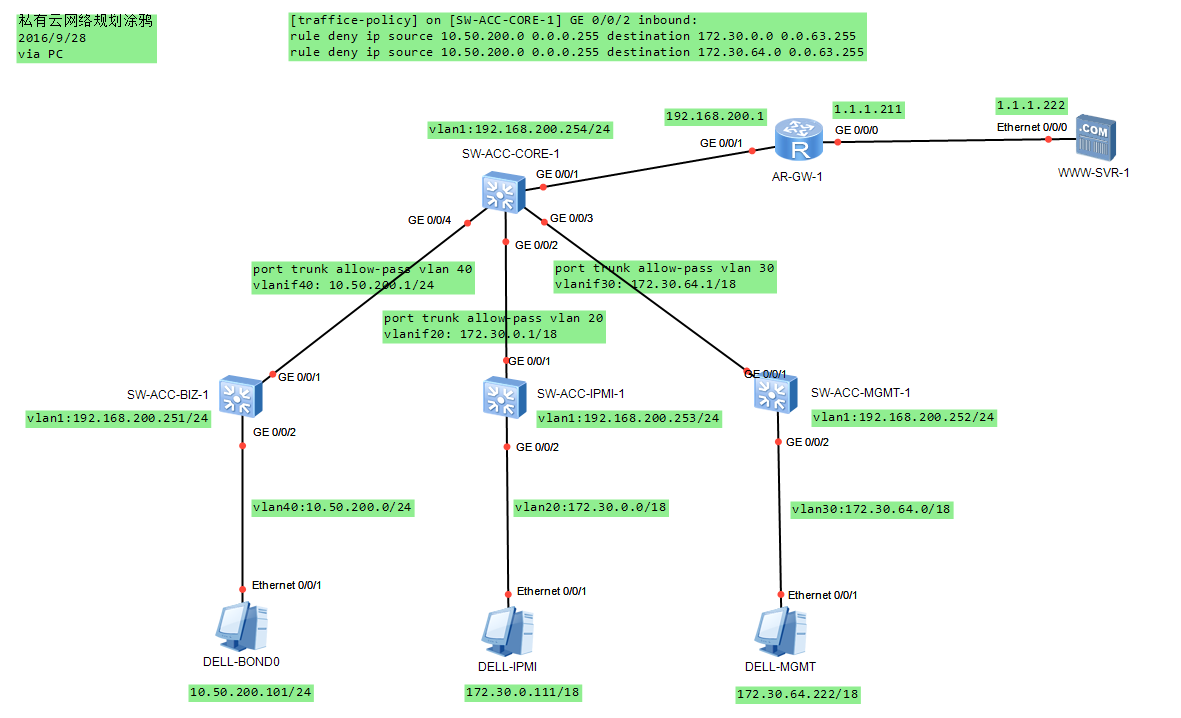 私有云网络规划涂鸦
2016/9/28
via PC
[traffice-policy] on [SW-ACC-CORE-1] GE 0/0/2 inbound:
rule deny ip source 10.50.200.0 0.0.0.255 destination 172.30.0.0 0.0.63.255
rule deny ip source 10.50.200.0 0.0.0.255 destination 172.30.64.0 0.0.63.255
192.168.200.1
1.1.1.211
1.1.1.222
vlan1:192.168.200.254/24
SW-ACC-CORE-1
GE 0/0/1
GE 0/0/1
GE 0/0/0
Ethernet 0/0/0
.COM
R
AR-GW-1
WWW-SVR-1
GE 0/0/4
GE 0/0/2
GE 0/0/3
port trunk allow-pass vlan 40
vlanif40: 10.50.200.1/24
port trunk allow-pass vlan 30
vlanif30: 172.30.64.1/18
port trunk allow-pass vlan 20
vlanif20: 172.30.0.1/18
GE 0/0/1
GE 0/0/1
GE 0/0/1
SW-ACC-BIZ-1
SW-ACC-IPMI-1
SW-ACC-MGMT-1
vlan1:192.168.200.251/24
vlan1:192.168.200.253/24
vlan1:192.168.200.252/24
GE 0/0/2
GE 0/0/2
GE 0/0/2
vlan40:10.50.200.0/24
vlan20:172.30.0.0/18
vlan30:172.30.64.0/18
Ethernet 0/0/1
Ethernet 0/0/1
Ethernet 0/0/1
DELL-BOND0
DELL-IPMI
DELL-MGMT
10.50.200.101/24
172.30.0.111/18
172.30.64.222/18